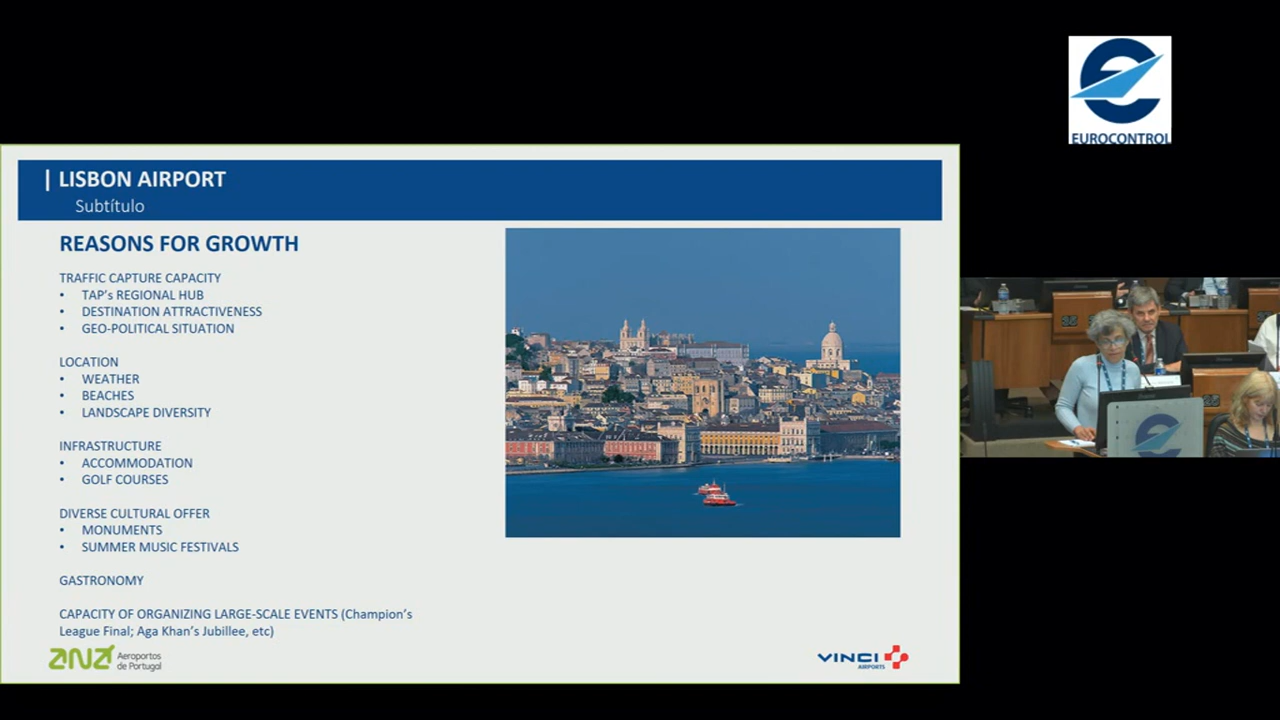 EUROCONTROL
| LISBON AIRPORT
Subtítulo
REASONS FOR GROWTH
TRAFFIC CAPTURE CAPACITY
• TAP's REGIONAL HUB
• DESTINATION ATTRACTIVENESS
• GEO-POLITICAL SITUATION
LOCATION
• WEATHER
• BEACHES
• LANDSCAPE DIVERSITY
INFRASTRUCTURE
• ACCOMMODATION
• GOLF COURSES
DIVERSE CULTURAL OFFER
• MONUMENTS
• SUMMER MUSIC FESTIVALS
GASTRONOMY
CAPACITY OF ORGANIZING LARGE-SCALE EVENTS (Champion's
League Final; Aga Khan's Jubillee, etc)
ana Aeroportos
de Portugal
VINCI
AIRPORTS